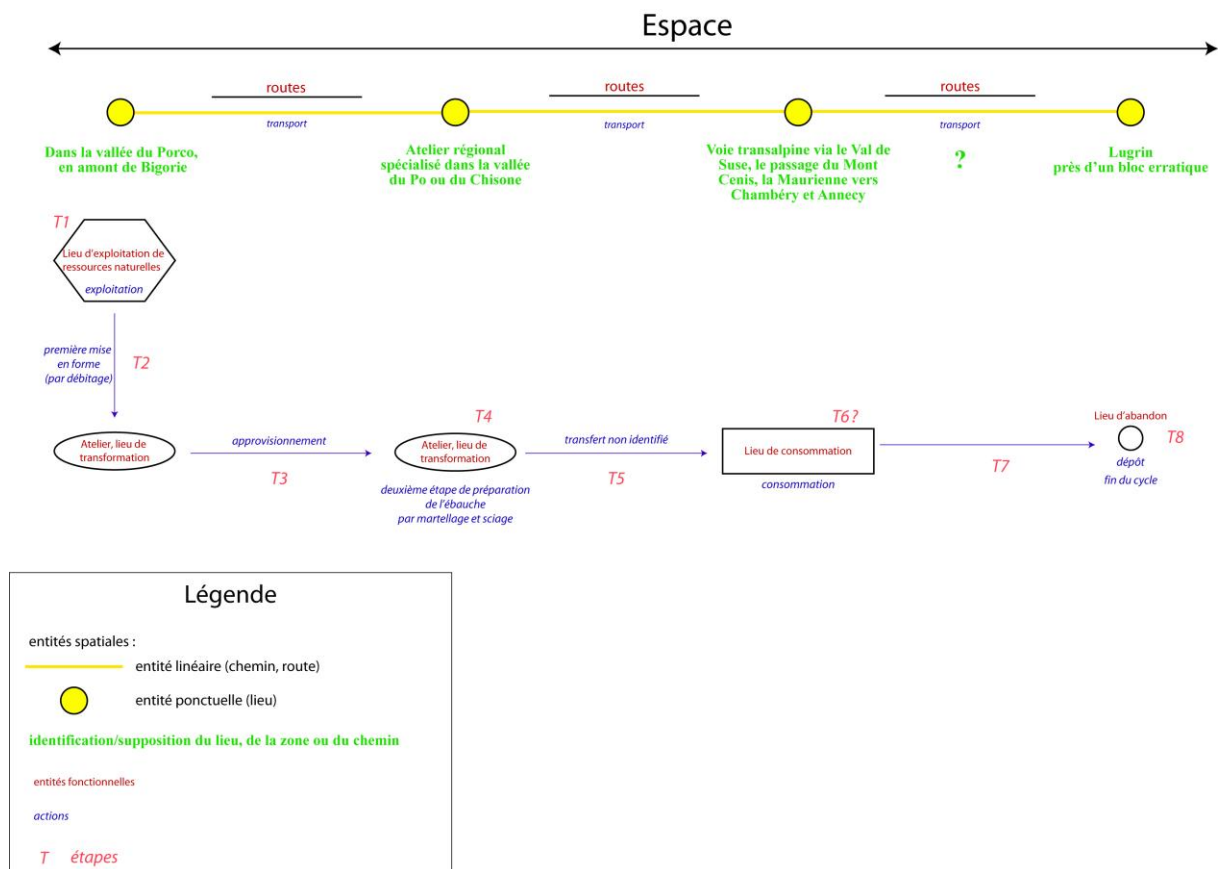 Espace
routes
routes
routes
transport
transport
transport
Dans la vallée du Porco,
en amont de Bigorie
Atelier régional
spécialisé dans la vallée
du Po ou du Chisone
Voie transalpine via le Val de
Suse, le passage du Mont
Cenis, la Maurienne vers
Chambéry et Annecy
?
Lugrin
près d'un bloc erratique
T1
Lieu d'exploitation de
ressources naturelles
exploitation
première mise
en forme
(par débitage)
T2
Atelier, lieu de
transformation
approvisionnement
T3
T4
Atelier, lieu de
transformation
deuxième étape de préparation
de l'ébauche
par martellage et sciage
transfert non identifié
T5
T6?
Lieu de consommation
consommation
T7
Lieu d'abandon
T8
dépôt
fin du cycle
Légende
entités spatiales :
entité linéaire (chemin, route)
entité ponctuelle (lieu)
identification/supposition du lieu, de la zone ou du chemin
entités fonctionnelles
actions
T étapes